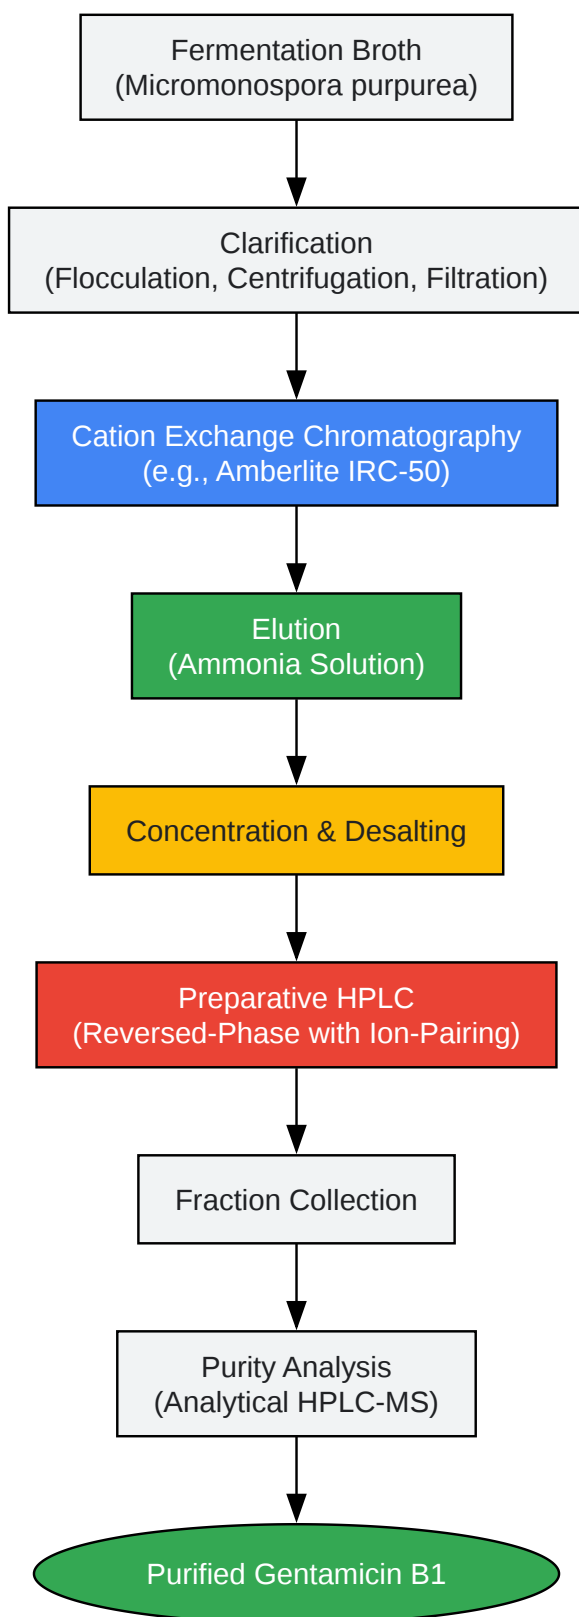 Fermentation Broth
(Micromonospora purpurea)
Clarification
(Flocculation, Centrifugation, Filtration)
Cation Exchange Chromatography
(e.g., Amberlite IRC-50)
Elution
(Ammonia Solution)
Concentration & Desalting
Preparative HPLC
(Reversed-Phase with Ion-Pairing)
Fraction Collection
Purity Analysis
(Analytical HPLC-MS)
Purified Gentamicin B1